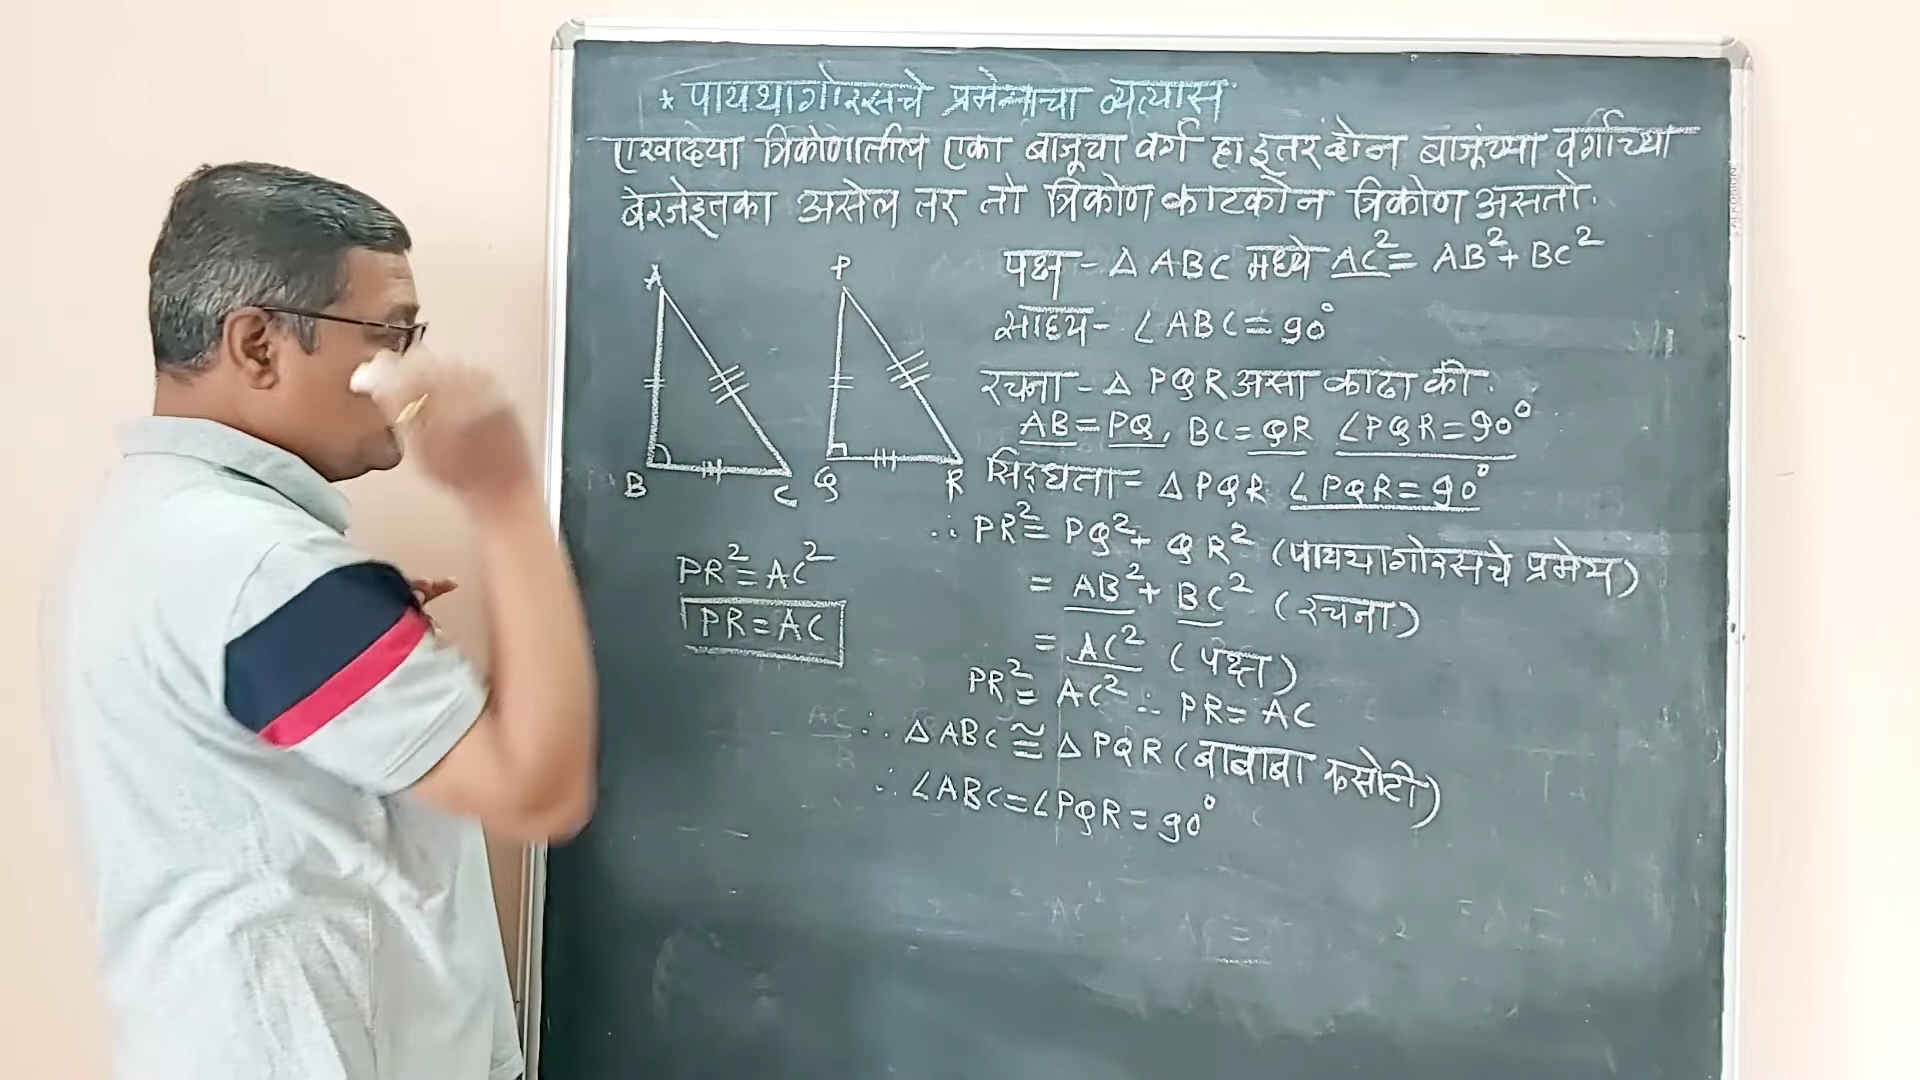 * पायथागोरसचे प्रमेयाचा व्यत्यास
एखाद्या त्रिकोणातील एका बाजूचा वर्ग हा इतर दोन बाजूंच्या वर्गाच्या
बेरजेइतका असेल तर तो त्रिकोण काटकोन त्रिकोण असतो.
पक्ष - △ ABC मध्ये AC² = AB² + BC²
साध्य - ∠ABC = 90°
रचना - △ PQR असा काढा की.
AB = PQ, BC = QR ∠PQR = 90°
सिद्धता = △ PQR ∠PQR = 90°
∴ PR² = PQ² + QR² (पायथागोरसचे प्रमेय)
= AB² + BC² (रचना)
= AC² (पक्ष)
PR² = AC² ∴ PR = AC
∴ △ ABC ≅ △ PQR (बाबाबा कसोटी)
∴ ∠ABC = ∠PQR = 90°
A
B
C
P
Q
R
PR² = AC²
PR = AC